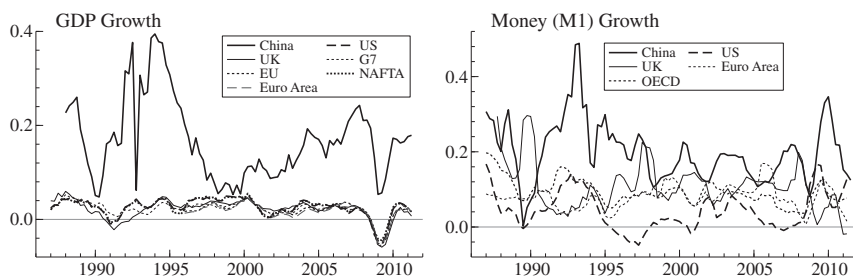 GDP Growth
0.4
0.2
0.0
China US
UK G7
EU NAFTA
Euro Area
1990 1995 2000 2005 2010
Money (M1) Growth
0.4
0.2
0.0
China US
UK Euro Area
OECD
1990 1995 2000 2005 2010